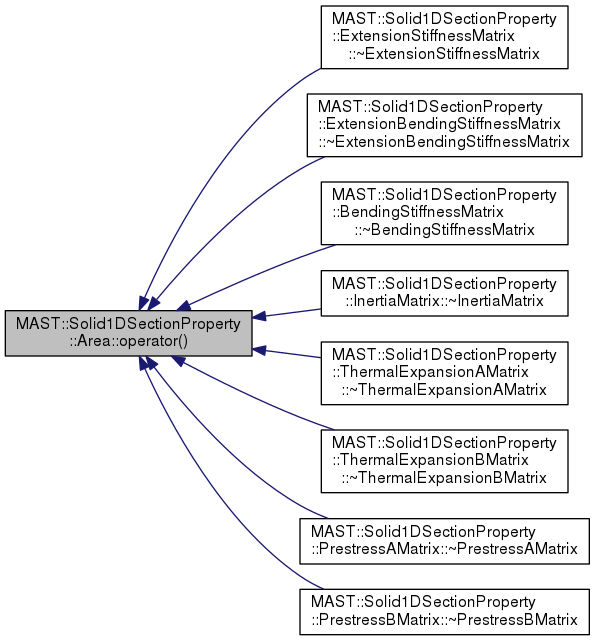 MAST::Solid1DSectionProperty
::ExtensionStiffnessMatrix
::~ExtensionStiffnessMatrix
MAST::Solid1DSectionProperty
::ExtensionBendingStiffnessMatrix
::~ExtensionBendingStiffnessMatrix
MAST::Solid1DSectionProperty
::BendingStiffnessMatrix
::~BendingStiffnessMatrix
MAST::Solid1DSectionProperty
::InertiaMatrix::~InertiaMatrix
MAST::Solid1DSectionProperty
::Area::operator()
MAST::Solid1DSectionProperty
::ThermalExpansionAMatrix
::~ThermalExpansionAMatrix
MAST::Solid1DSectionProperty
::ThermalExpansionBMatrix
::~ThermalExpansionBMatrix
MAST::Solid1DSectionProperty
::PrestressAMatrix::~PrestressAMatrix
MAST::Solid1DSectionProperty
::PrestressBMatrix::~PrestressBMatrix